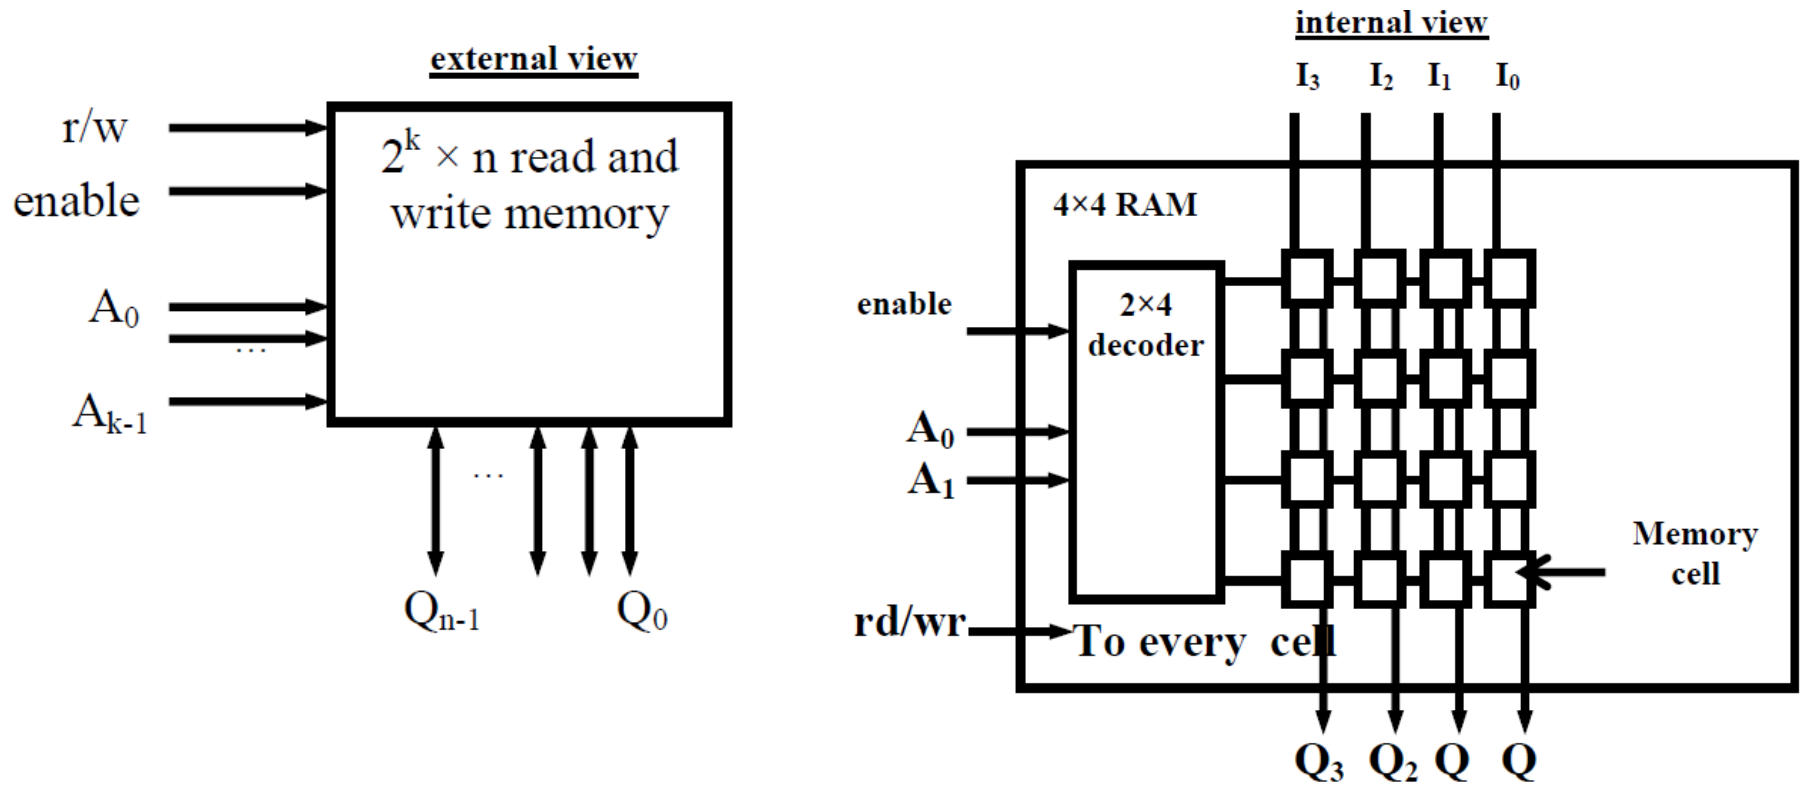 external view
r/w
enable
A0
...
Ak-1
2^k × n read and
write memory
...
Qn-1
Q0
internal view
I3 I2 I1 I0
4×4 RAM
enable
2×4
decoder
A0
A1
rd/wr
To every cell
Memory
cell
Q3 Q2 Q Q